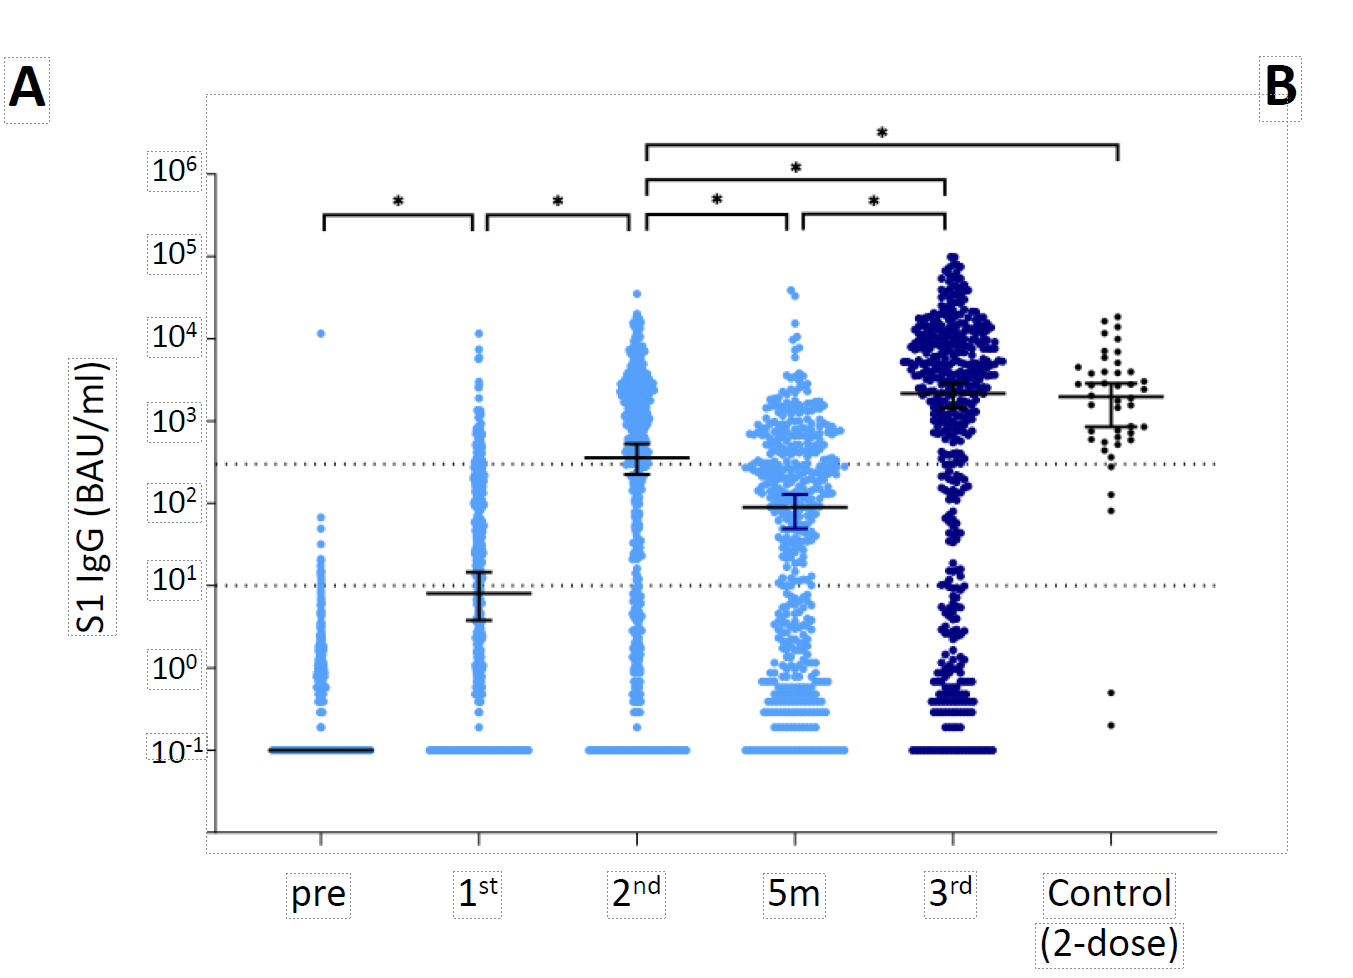 A
B
S1 IgG (BAU/ml)
10⁶
10⁵
10⁴
10³
10²
10¹
10⁰
10⁻¹
*
*
*
*
*
*
pre
1ˢᵗ
2ⁿᵈ
5m
3ʳᵈ
Control
(2-dose)